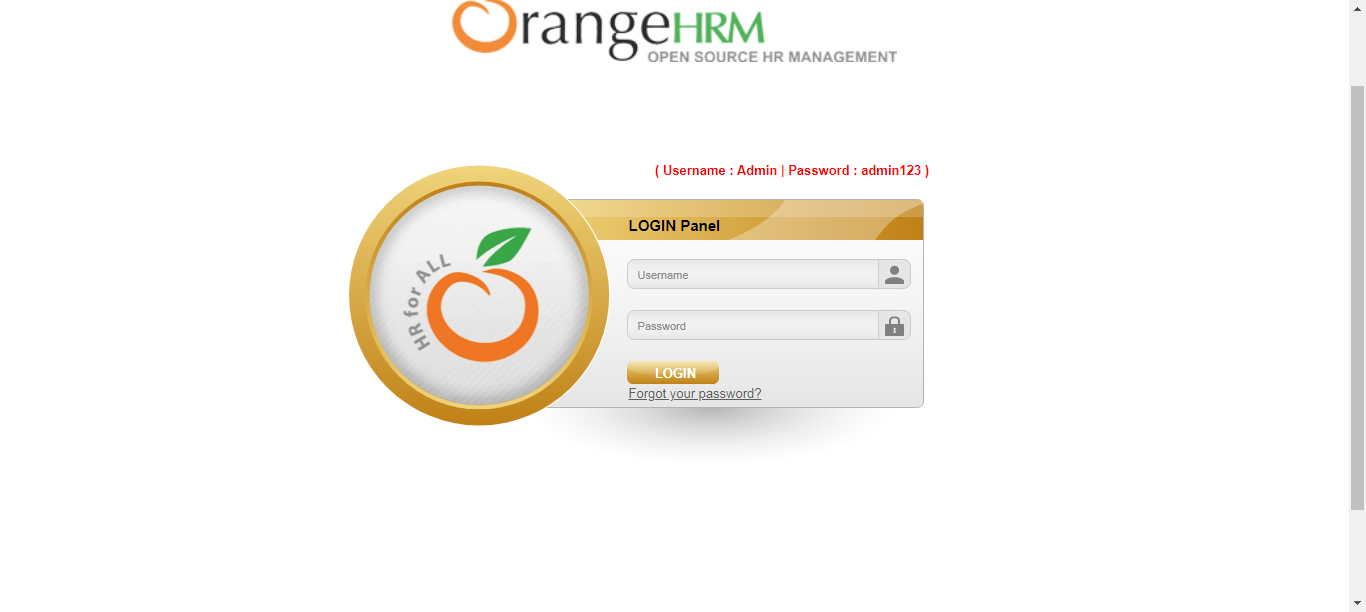 OrangeHRM
OPEN SOURCE HR MANAGEMENT
( Username : Admin | Password : admin123 )
LOGIN Panel
HR for ALL
Username
Password
LOGIN
Forgot your password?